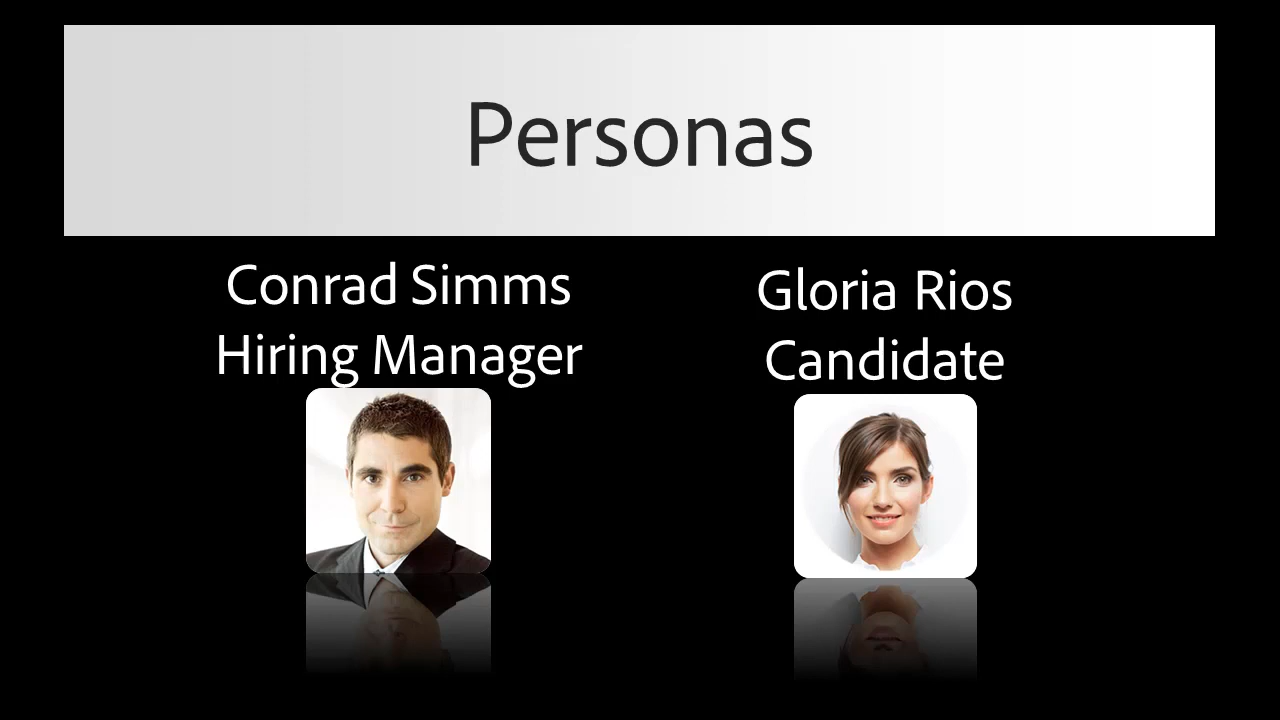 Personas
Conrad Simms
Hiring Manager
Gloria Rios
Candidate